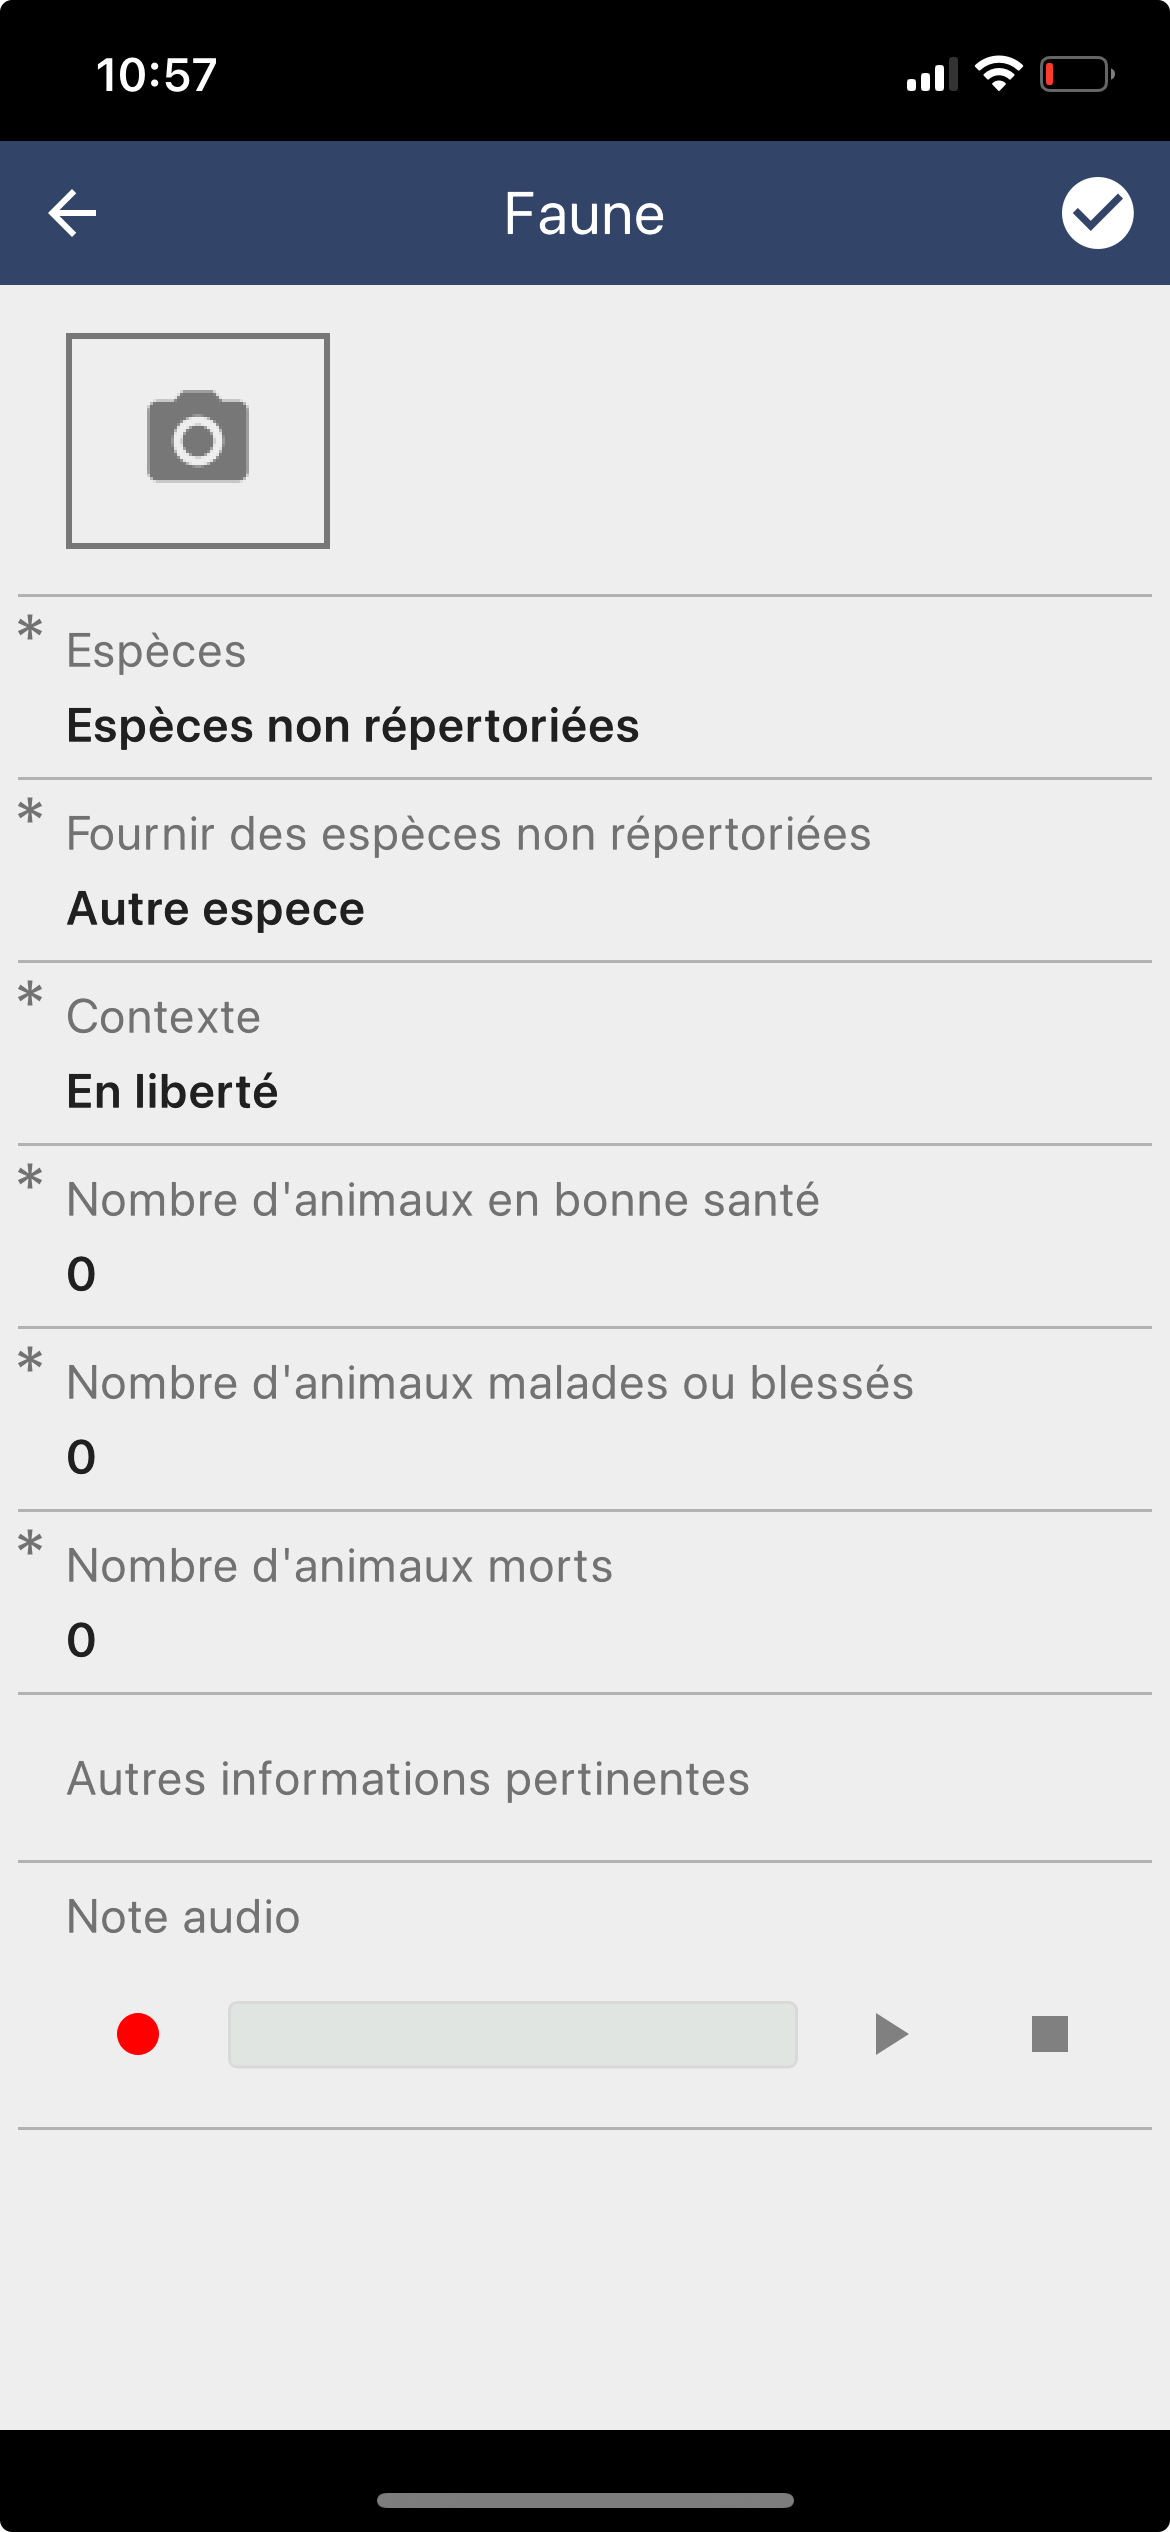 10:57
Faune
* Espèces
Espèces non répertoriées
* Fournir des espèces non répertoriées
Autre espece
* Contexte
En liberté
* Nombre d'animaux en bonne santé
0
* Nombre d'animaux malades ou blessés
0
* Nombre d'animaux morts
0
Autres informations pertinentes
Note audio